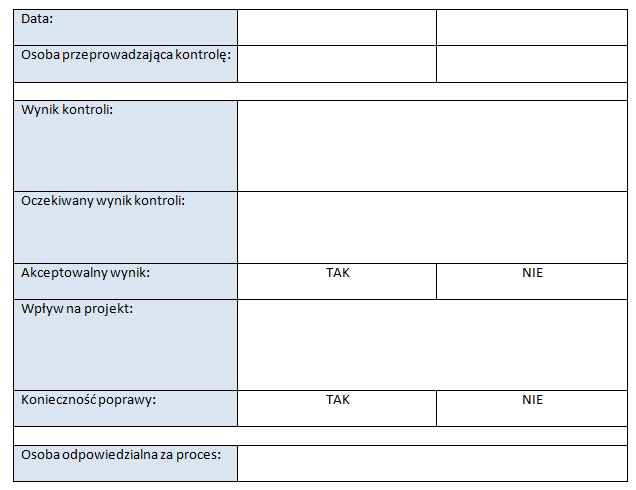 Data:
Osoba przeprowadzająca kontrolę:
Wynik kontroli:
Oczekiwany wynik kontroli:
Akceptowalny wynik: TAK NIE
Wpływ na projekt:
Konieczność poprawy: TAK NIE
Osoba odpowiedzialna za proces: